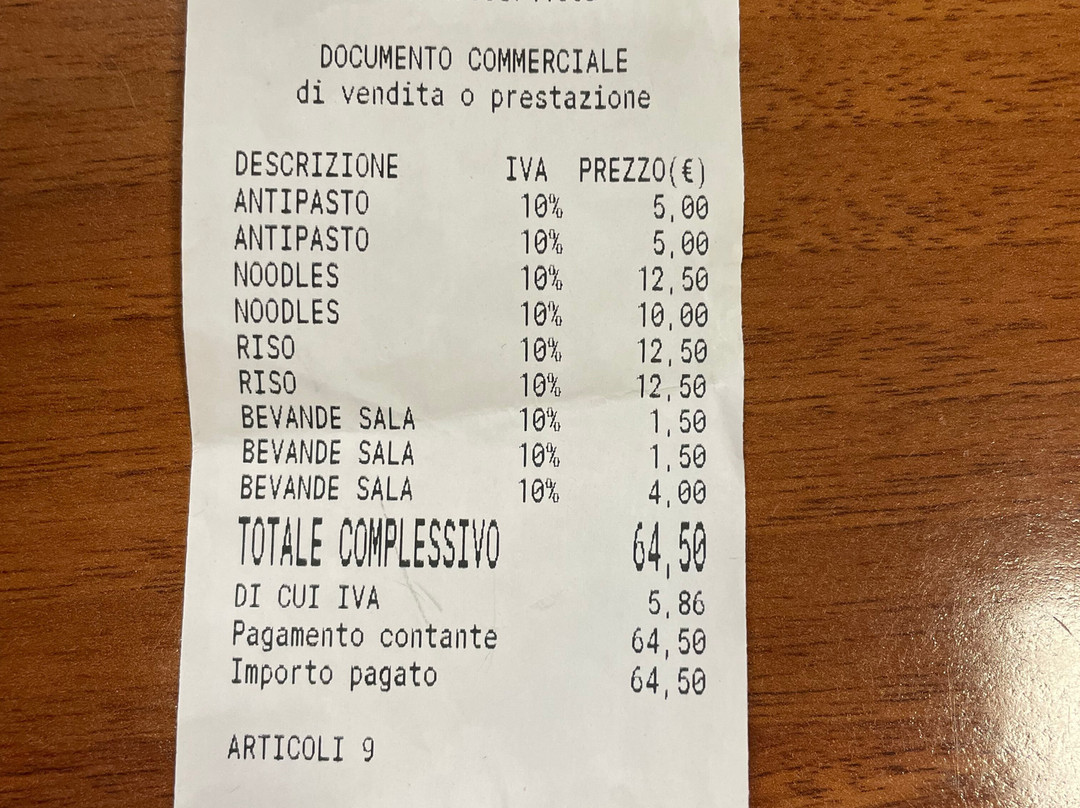 DOCUMENTO COMMERCIALE
di vendita o prestazione
DESCRIZIONE IVA PREZZO(€)
ANTIPASTO 10% 5,00
ANTIPASTO 10% 5,00
NOODLES 10% 12,50
NOODLES 10% 10,00
RISO 10% 12,50
RISO 10% 12,50
BEVANDE SALA 10% 1,50
BEVANDE SALA 10% 1,50
BEVANDE SALA 10% 4,00
TOTALE COMPLESSIVO 64,50
DI CUI IVA 5,86
Pagamento contante 64,50
Importo pagato 64,50
ARTICOLI 9